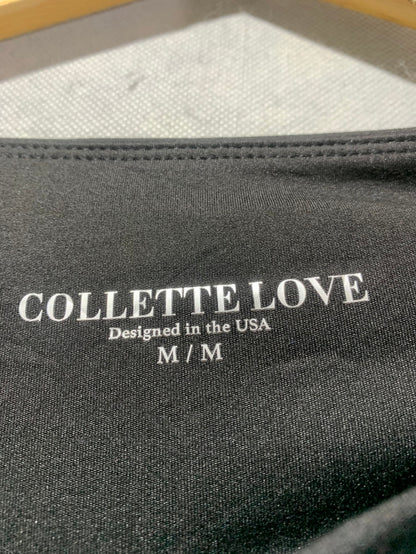 COLLETTE LOVE
Designed in the USA
M / M